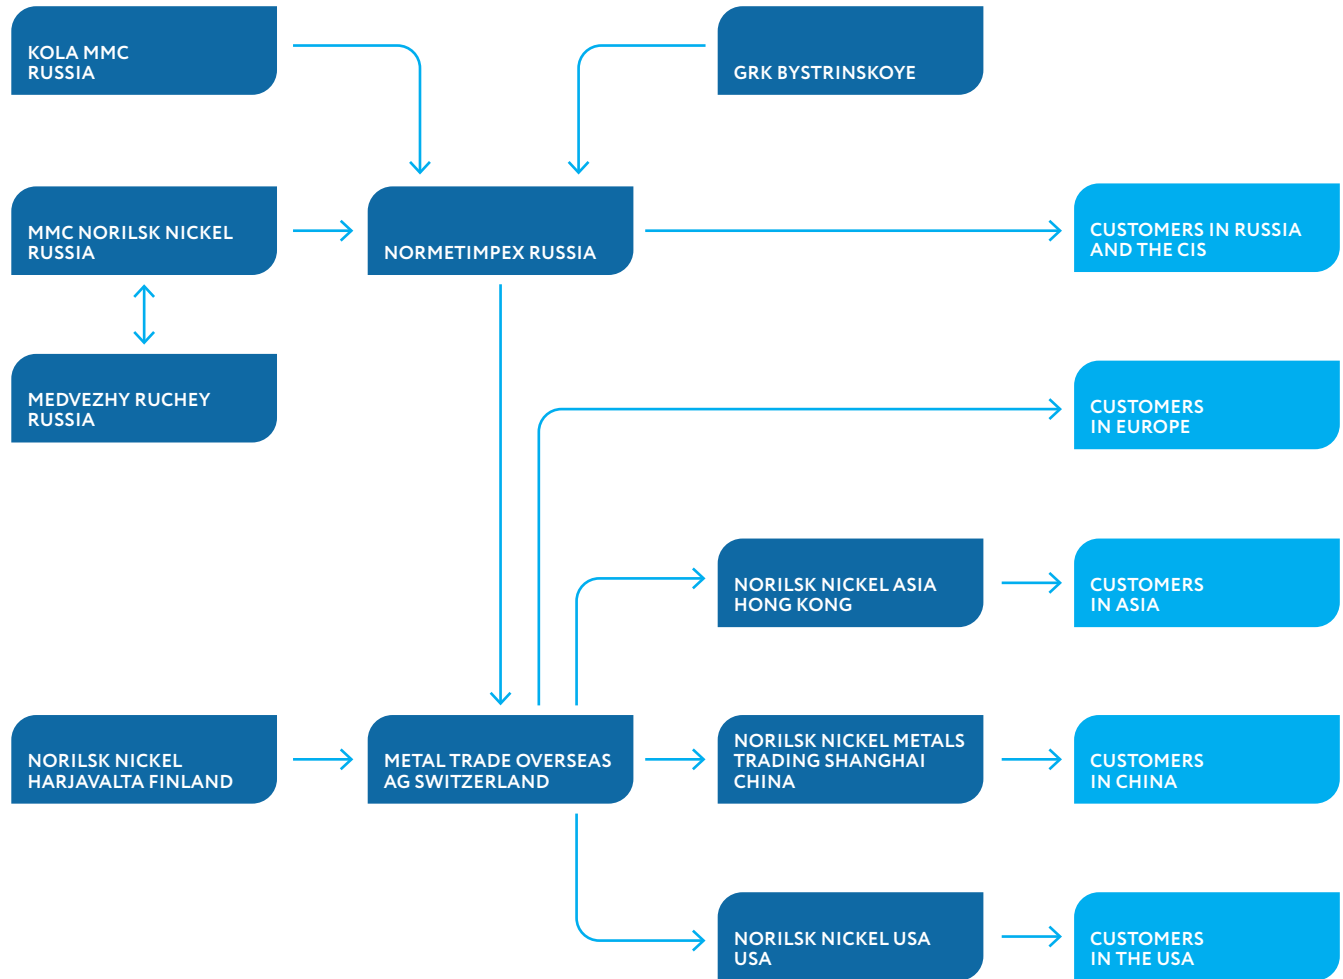 KOLA MMC
RUSSIA
GRK BYSTRINSKOYE
MMC NORILSK NICKEL
RUSSIA
NORMETIMPEX RUSSIA
CUSTOMERS IN RUSSIA
AND THE CIS
MEDVEZHY RUCHEY
RUSSIA
CUSTOMERS
IN EUROPE
NORILSK NICKEL ASIA
HONG KONG
CUSTOMERS
IN ASIA
NORILSK NICKEL
HARJAVALTA FINLAND
METAL TRADE OVERSEAS
AG SWITZERLAND
NORILSK NICKEL METALS
TRADING SHANGHAI
CHINA
CUSTOMERS
IN CHINA
NORILSK NICKEL USA
USA
CUSTOMERS
IN THE USA